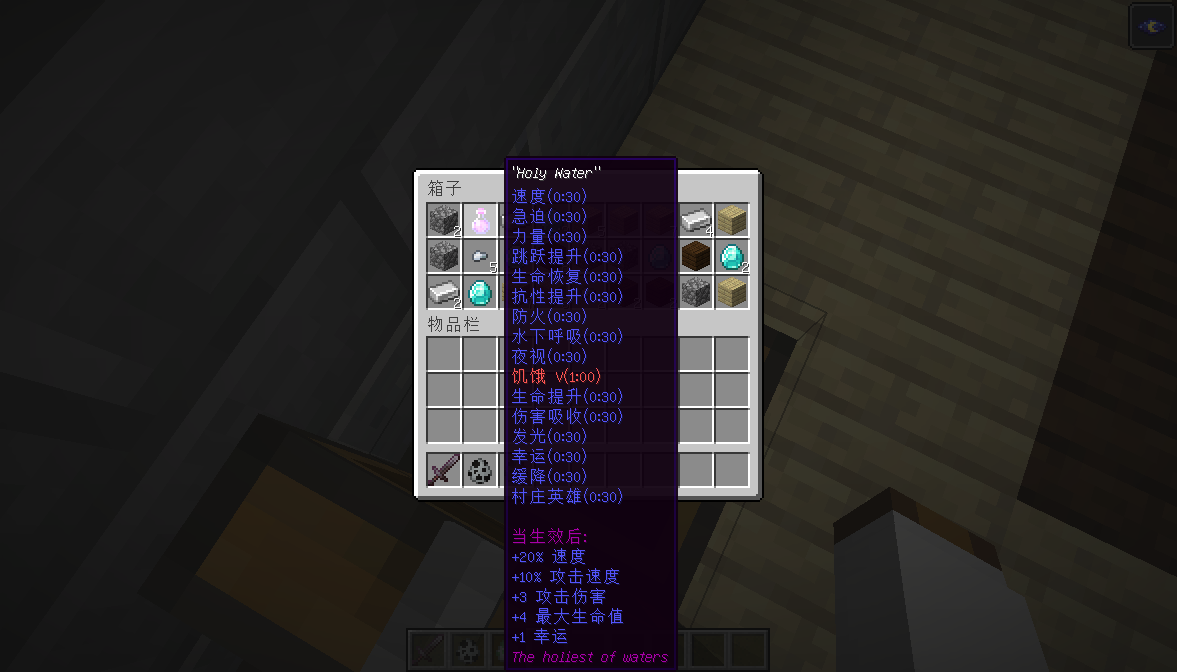 "Holy Water"
箱子
速度(0:30)
急迫(0:30)
力量(0:30)
跳跃提升(0:30)
生命恢复(0:30)
抗性提升(0:30)
防火(0:30)
水下呼吸(0:30)
夜视(0:30)
饥饿 V(1:00)
生命提升(0:30)
伤害吸收(0:30)
发光(0:30)
幸运(0:30)
缓降(0:30)
村庄英雄(0:30)
当生效后:
+20% 速度
+10% 攻击速度
+3 攻击伤害
+4 最大生命值
+1 幸运
The holiest of waters
2
4
5
2
2
物品栏